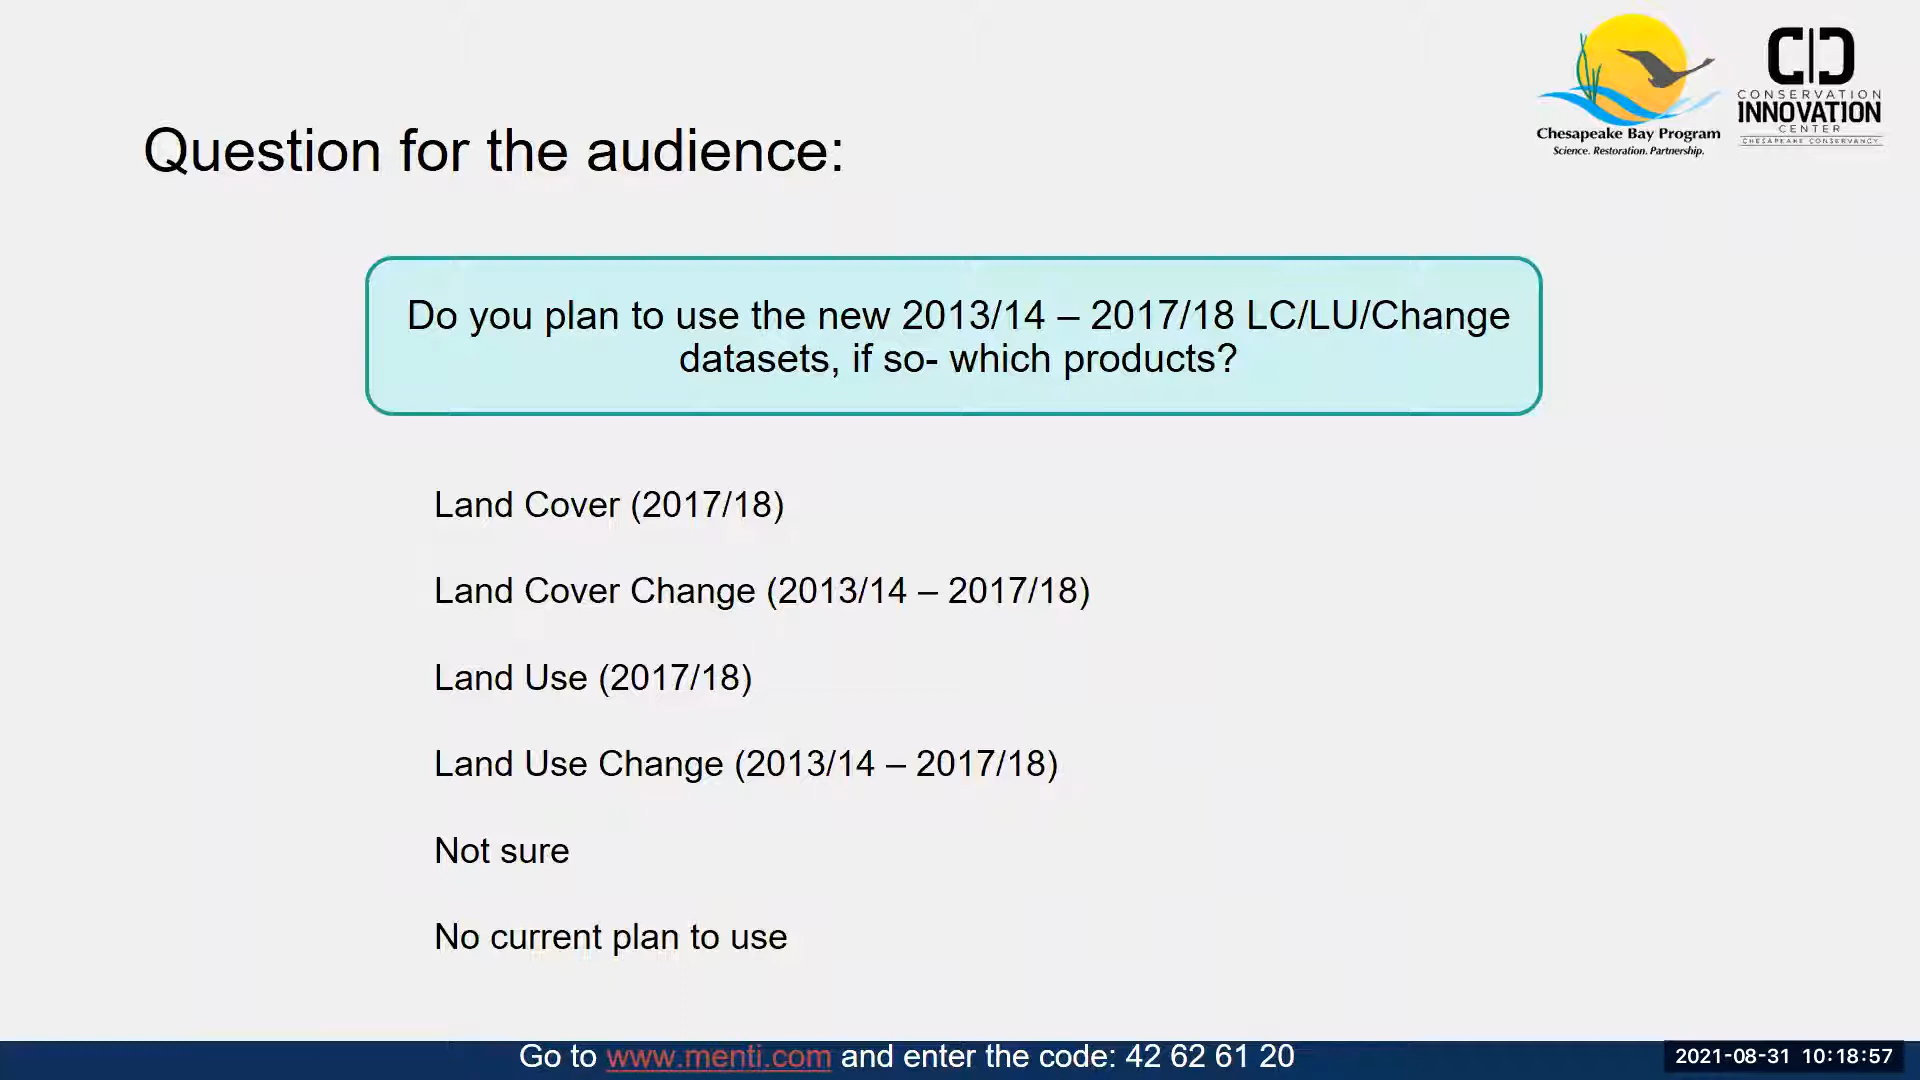 Chesapeake Bay Program
Science. Restoration. Partnership.
CONSERVATION
INNOVATION
CENTER
CHESAPEAKE CONSERVANCY
Question for the audience:
Do you plan to use the new 2013/14 – 2017/18 LC/LU/Change
datasets, if so- which products?
Land Cover (2017/18)
Land Cover Change (2013/14 – 2017/18)
Land Use (2017/18)
Land Use Change (2013/14 – 2017/18)
Not sure
No current plan to use
Go to www.menti.com and enter the code: 42 62 61 20
2021-08-31 10:18:57